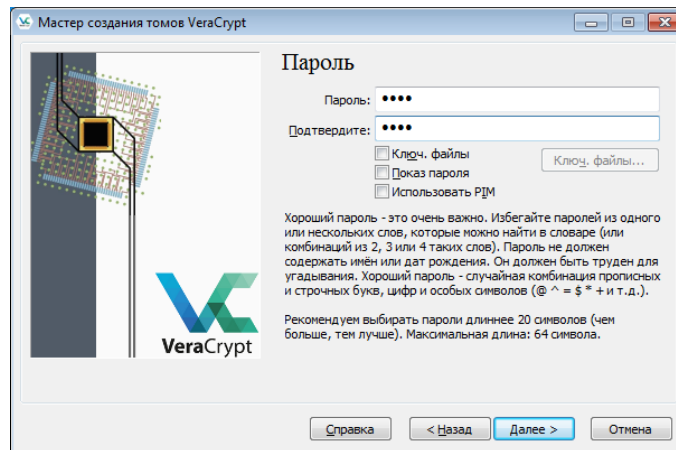 Мастер создания томов VeraCrypt
Пароль
Пароль: ••••
Подтвердите: ••••
Ключ. файлы
Ключ. файлы...
Показ пароля
Использовать PIM
Хороший пароль - это очень важно. Избегайте паролей из одного
или нескольких слов, которые можно найти в словаре (или
комбинаций из 2, 3 или 4 таких слов). Пароль не должен
содержать имён или дат рождения. Он должен быть труден для
угадывания. Хороший пароль - случайная комбинация прописных
и строчных букв, цифр и особых символов (@ ^ = $ * + и т.д.).
Рекомендуем выбирать пароли длиннее 20 символов (чем
больше, тем лучше). Максимальная длина: 64 символа.
VeraCrypt
Справка
< Назад
Далее >
Отмена